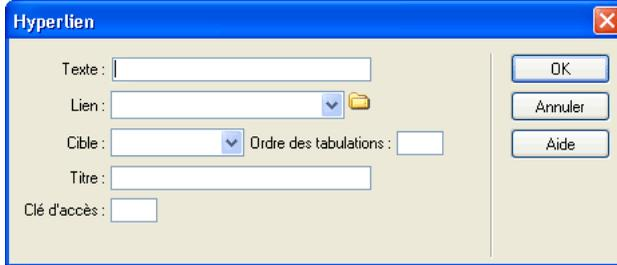 Hyperlien
Texte : OK
Lien : Annuler
Cible : Ordre des tabulations : Aide
Titre :
Clé d'accès :